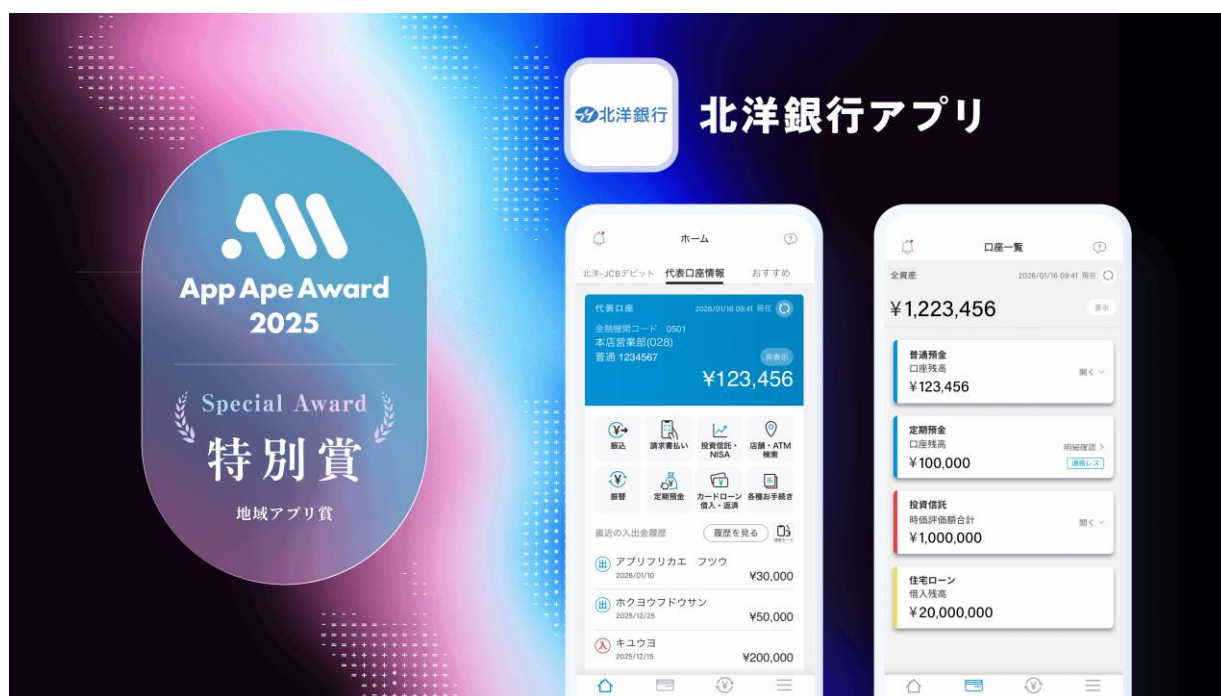 App Ape Award
2025
Special Award
特別賞
地域アプリ賞
北洋銀行
北洋銀行アプリ
ホーム
北洋-JCBデビット 代表口座情報 おすすめ
代表口座 2026/01/16 09:41 現在
金融機関コード 0501
本店営業部(028)
普通 1234567 非表示
¥123,456
振込 請求書払い 投資信託・NISA 店舗・ATM検索
振替 定期預金 カードローン借入・返済 各種お手続き
直近の入出金履歴 履歴を見る
出 アプリフリカエ フツウ
2026/01/10 ¥30,000
出 ホクヨウフドウサン
2025/12/25 ¥50,000
入 キユウヨ
2025/12/15 ¥200,000
口座一覧
全資産 2026/01/16 09:41 現在
¥1,223,456 表示
普通預金
口座残高 開く
¥123,456
定期預金
口座残高 明細確認
¥100,000 通帳レス
投資信託
時価評価額合計 開く
¥1,000,000
住宅ローン
借入残高
¥20,000,000